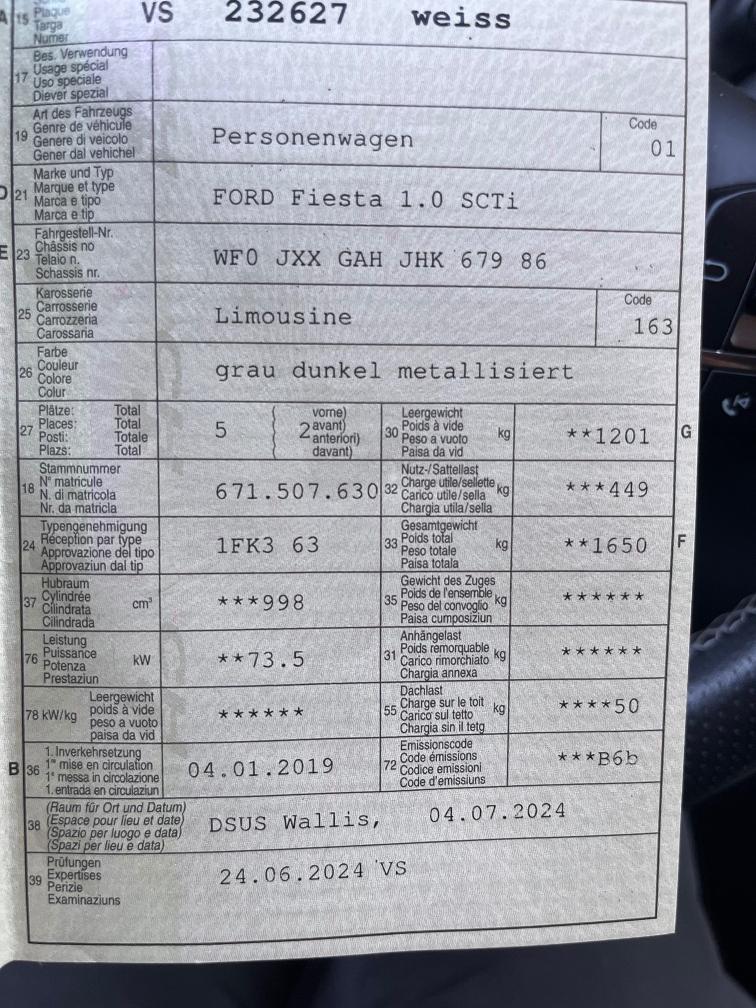 A 15 Plaque VS 232627 weiss
Targa
Numer
17 Bes. Verwendung
Usage spécial
Uso speciale
Diever spezial
19 Art des Fahrzeugs
Genre de véhicule
Genere di veicolo
Gener dal vehichel
Personenwagen
Code
01
D 21 Marke und Typ
Marque et type
Marca e tipo
Marca e tip
FORD Fiesta 1.0 SCTi
E 23 Fahrgestell-Nr.
Châssis no
Telaio n.
Schassis nr.
WF0 JXX GAH JHK 679 86
25 Karosserie
Carrosserie
Carrozzeria
Carossaria
Limousine
Code
163
26 Farbe
Couleur
Colore
Colur
grau dunkel metallisiert
27 Plätze: Total
Places: Total
Posti: Totale
Plazs: Total
5
2 vorne)
avant)
anteriori)
davant)
30 Leergewicht
Poids à vide
Peso a vuoto
Paisa da vid
kg
**1201
G
18 Stammnummer
N° matricule
N. di matricola
Nr. da matricla
671.507.630
32 Nutz-/Sattellast
Charge utile/sellette
Carico utile/sella
Chargia utila/sella
kg
***449
24 Typengenehmigung
Réception par type
Approvazione del tipo
Approvaziun dal tip
1FK3 63
33 Gesamtgewicht
Poids total
Peso totale
Paisa totala
kg
**1650
F
37 Hubraum
Cylindrée
Cilindrata
Cilindrada
cm³
***998
35 Gewicht des Zuges
Poids de l'ensemble
Peso del convoglio
Paisa cumposiziun
kg
******
76 Leistung
Puissance
Potenza
Prestaziun
kW
**73.5
31 Anhängelast
Poids remorquable
Carico rimorchiato
Chargia annexa
kg
******
78 kW/kg Leergewicht
poids à vide
peso a vuoto
paisa da vid
******
55 Dachlast
Charge sur le toit
Carico sul tetto
Chargia sin il tetg
kg
****50
B 36 1. Inverkehrsetzung
1re mise en circulation
1a messa in circolazione
1. entrada en circulaziun
04.01.2019
72 Emissionscode
Code émissions
Codice emissioni
Code d'emissiuns
***B6b
38 (Raum für Ort und Datum)
(Espace pour lieu et date)
(Spazio per luogo e data)
(Spazi per lieu e data)
DSUS Wallis, 04.07.2024
39 Prüfungen
Expertises
Perizie
Examinaziuns
24.06.2024 VS